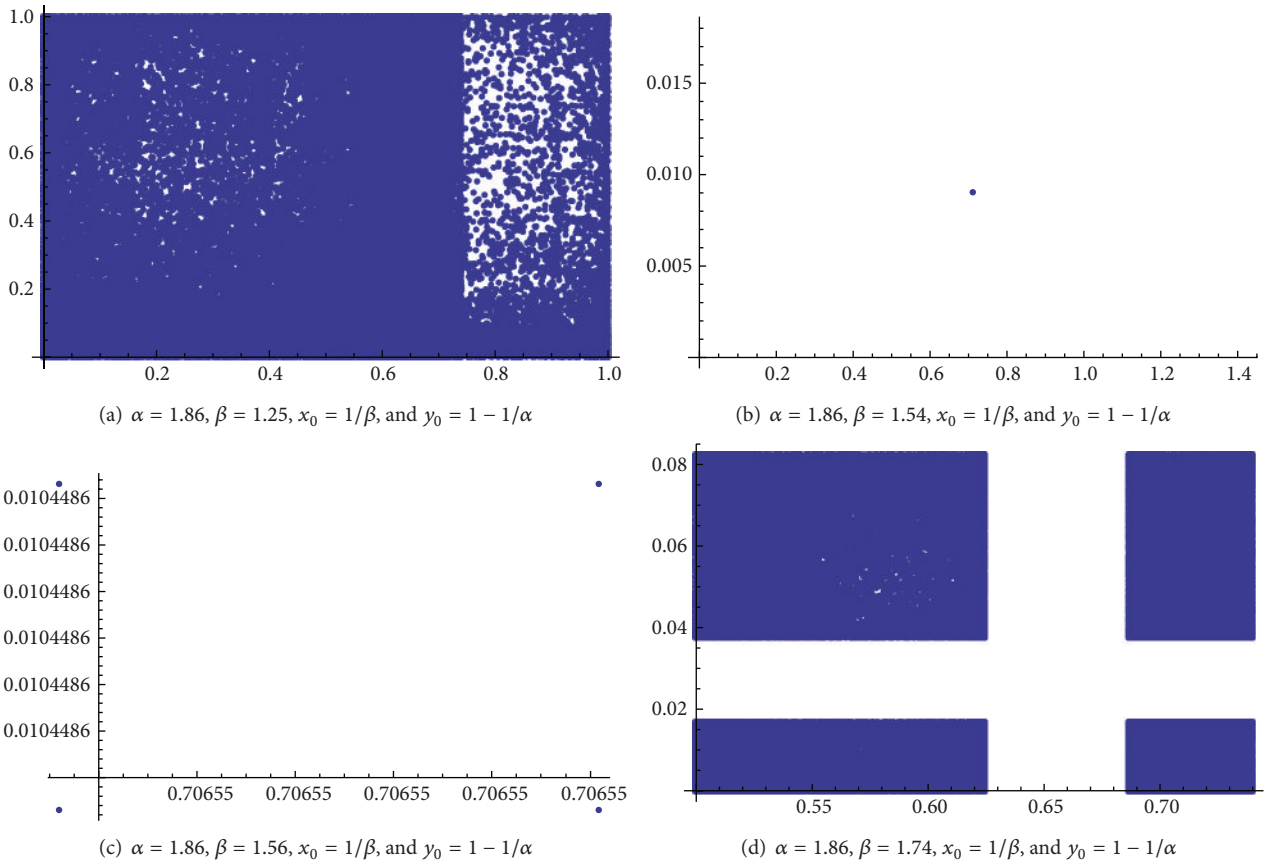 1.0
0.8
0.6
0.4
0.2
0.2 0.4 0.6 0.8 1.0
(a) α = 1.86, β = 1.25, x₀ = 1/β, and y₀ = 1 − 1/α
0.015
0.010
0.005
0.2 0.4 0.6 0.8 1.0 1.2 1.4
(b) α = 1.86, β = 1.54, x₀ = 1/β, and y₀ = 1 − 1/α
0.0104486
0.0104486
0.0104486
0.0104486
0.0104486
0.0104486
0.70655 0.70655 0.70655 0.70655 0.70655
(c) α = 1.86, β = 1.56, x₀ = 1/β, and y₀ = 1 − 1/α
0.08
0.06
0.04
0.02
0.55 0.60 0.65 0.70
(d) α = 1.86, β = 1.74, x₀ = 1/β, and y₀ = 1 − 1/α